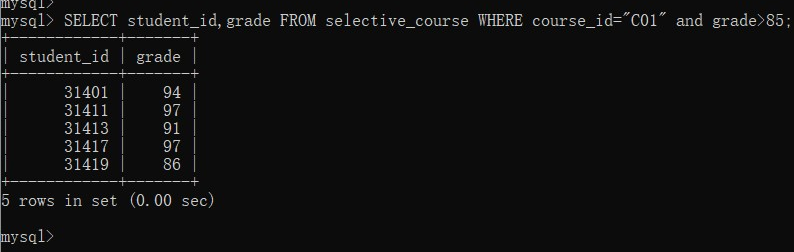 mysql>
mysql> SELECT student_id,grade FROM selective_course WHERE course_id="C01" and grade>85;
+------------+-------+
| student_id | grade |
+------------+-------+
|      31401 |    94 |
|      31411 |    97 |
|      31413 |    91 |
|      31417 |    97 |
|      31419 |    86 |
+------------+-------+
5 rows in set (0.00 sec)
mysql>